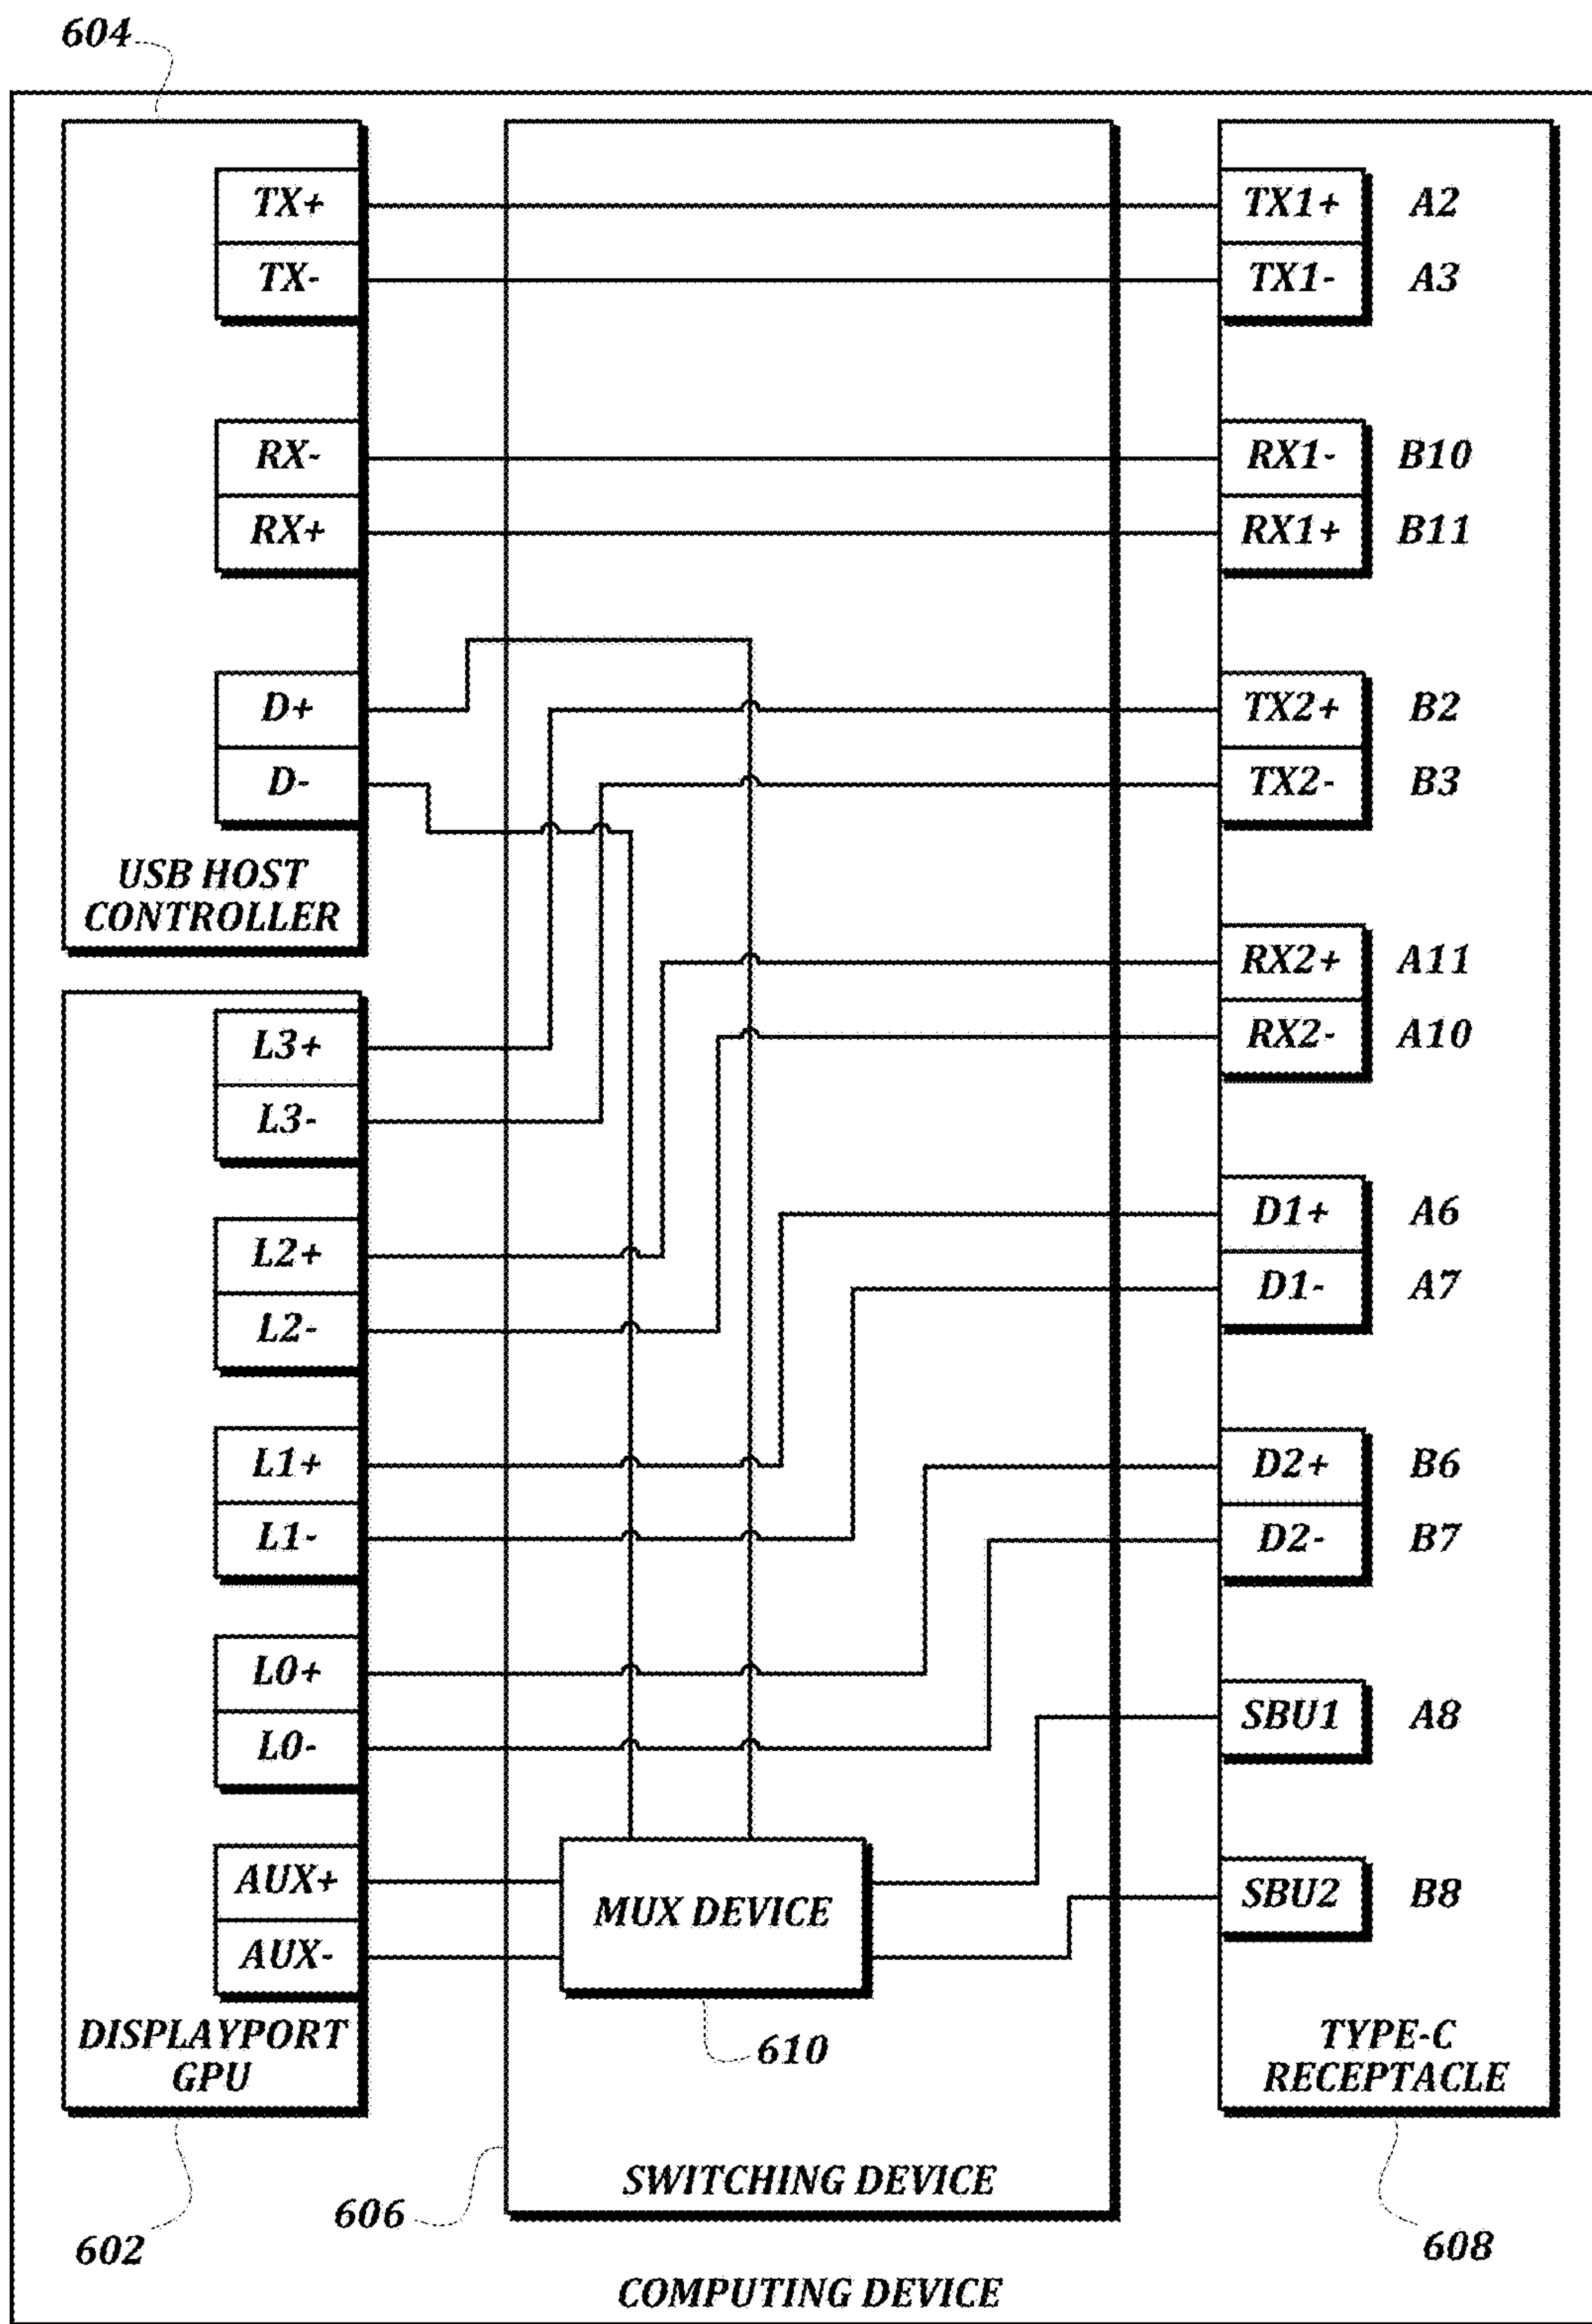 604
TX+
TX-
RX-
RX+
D+
D-
USB HOST
CONTROLLER
L3+
L3-
L2+
L2-
L1+
L1-
L0+
L0-
AUX+
AUX-
DISPLAYPORT
GPU
602
MUX DEVICE
610
SWITCHING DEVICE
606
TX1+ A2
TX1- A3
RX1- B10
RX1+ B11
TX2+ B2
TX2- B3
RX2+ A11
RX2- A10
D1+ A6
D1- A7
D2+ B6
D2- B7
SBU1 A8
SBU2 B8
TYPE-C
RECEPTACLE
608
COMPUTING DEVICE